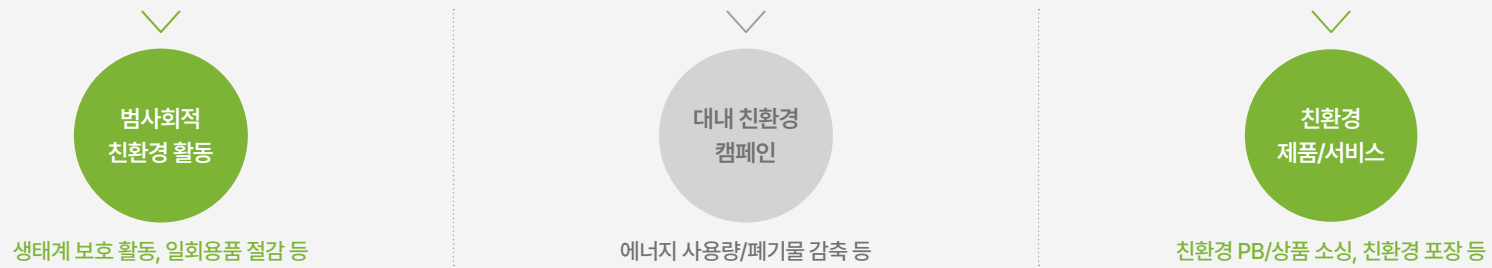 범사회적
친환경 활동
생태계 보호 활동, 일회용품 절감 등
대내 친환경
캠페인
에너지 사용량/폐기물 감축 등
친환경
제품/서비스
친환경 PB/상품 소싱, 친환경 포장 등